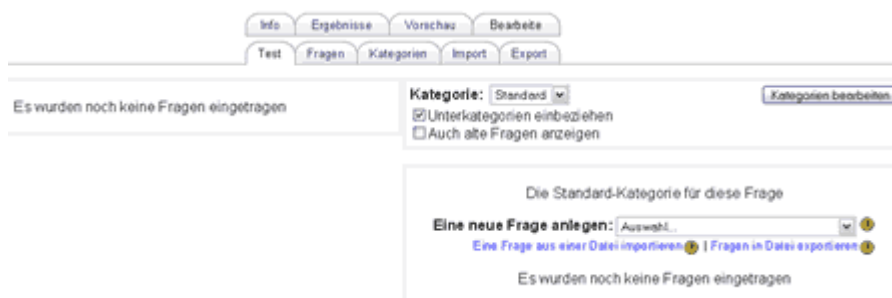 Info Ergebnisse Vorschau Bearbeite
Test Fragen Kategorien Import Export
Es wurden noch keine Fragen eingetragen
Kategorie: Standard
Kategorien bearbeiten
Unterkategorien einbeziehen
Auch alte Fragen anzeigen
Die Standard-Kategorie für diese Frage
Eine neue Frage anlegen: Auswahl...
Eine Frage aus einer Datei importieren | Fragen in Datei exportieren
Es wurden noch keine Fragen eingetragen